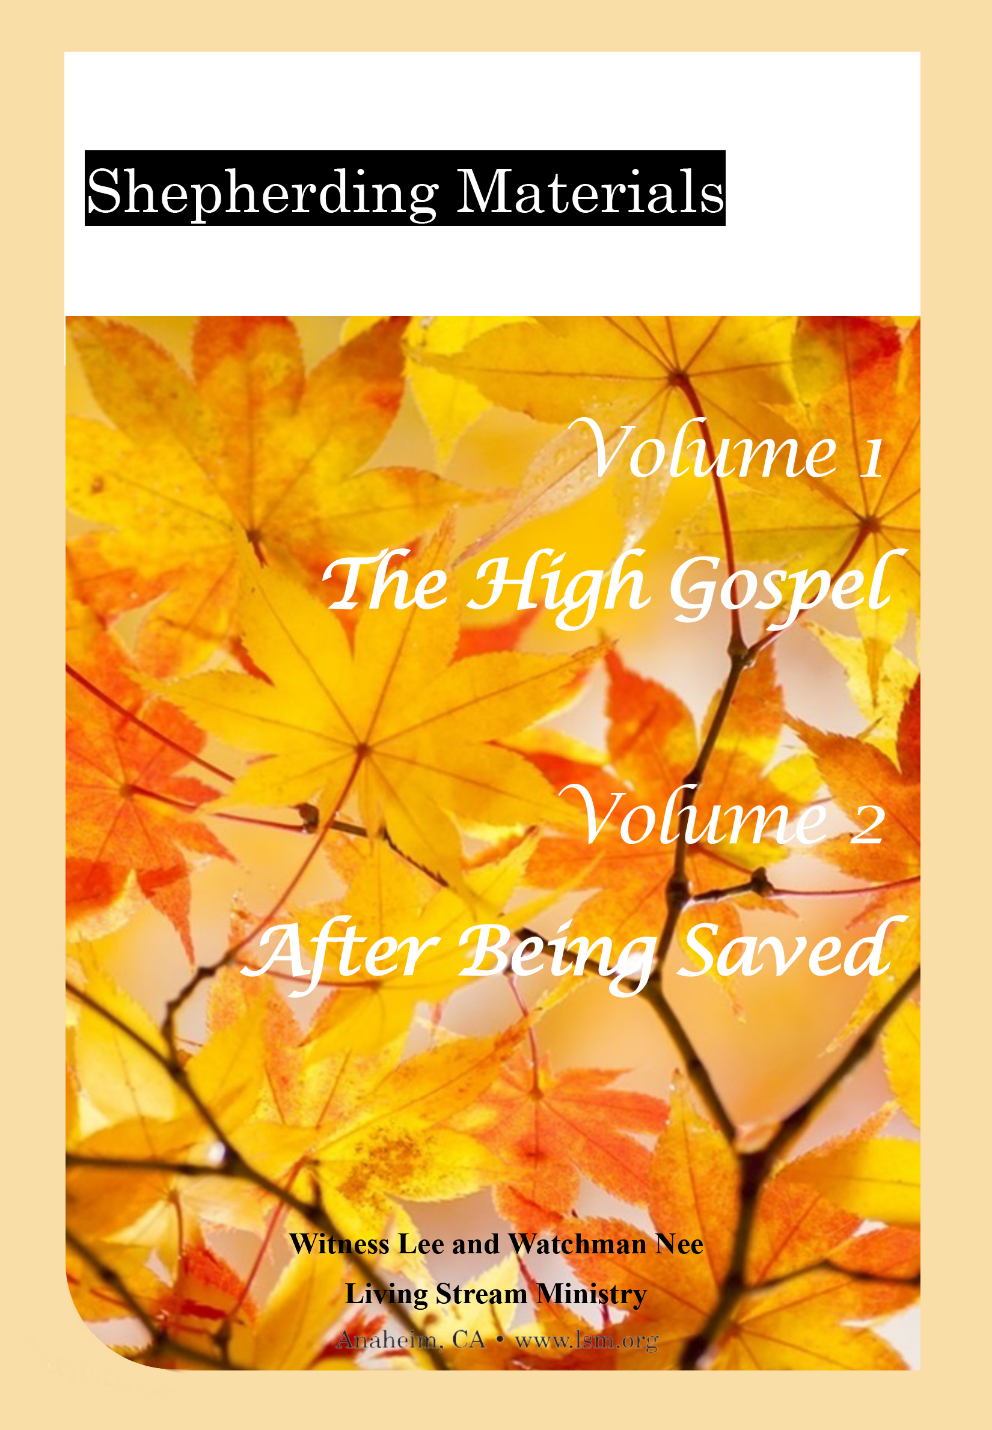 Shepherding Materials
Volume 1
The High Gospel
Volume 2
After Being Saved
Witness Lee and Watchman Nee
Living Stream Ministry
Anaheim, CA • www.lsm.org